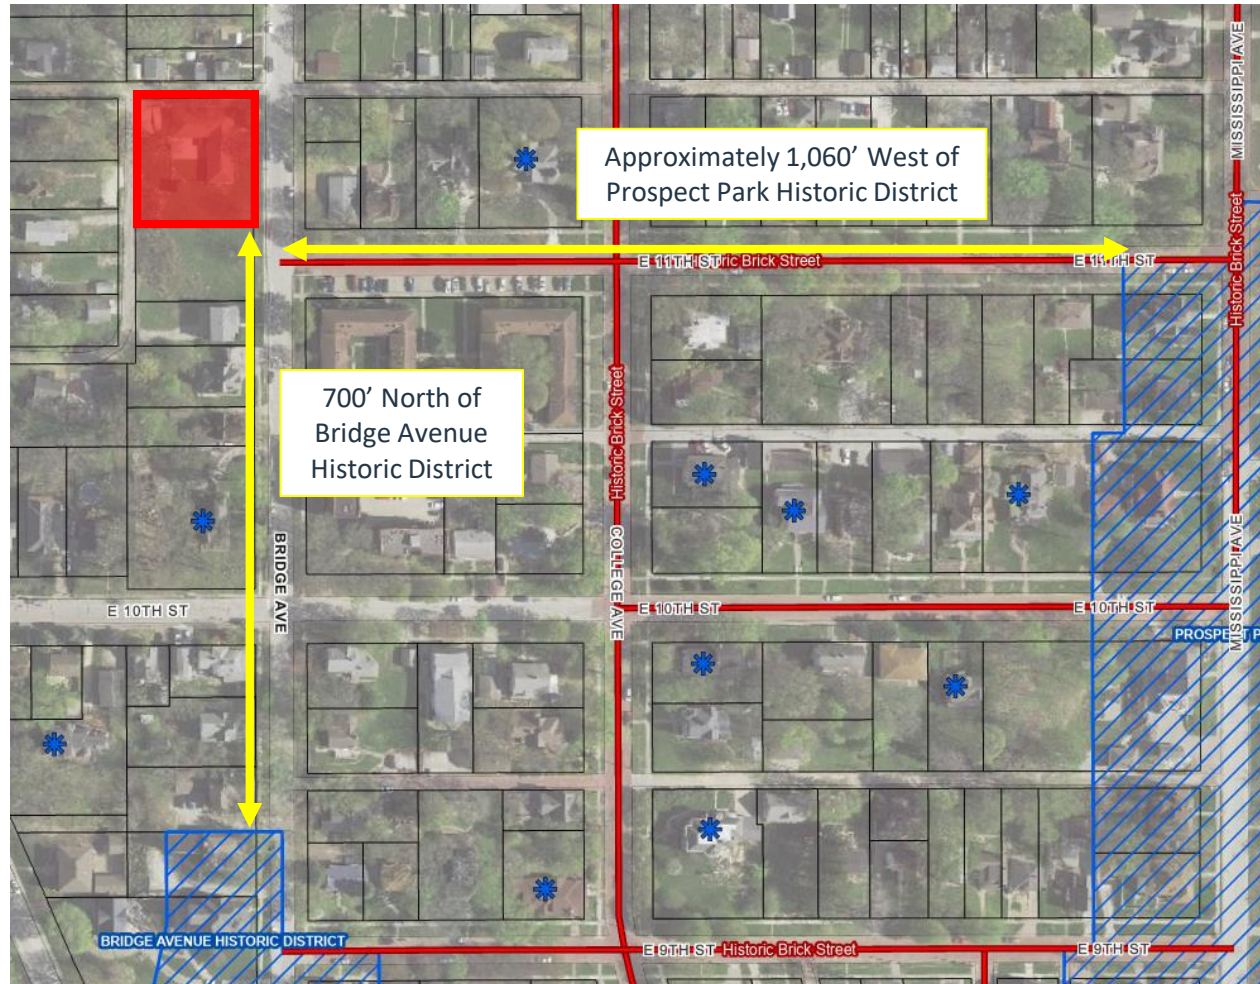 MISSISSIPPI AVE
Approximately 1,060’ West of
Prospect Park Historic District
Historic Brick Street
E 11TH ST
ric Brick Street
E 11TH ST
700’ North of
Bridge Avenue
Historic District
Historic Brick Street
BRIDGE AVE
COLLEGE AVE
MISSISSIPPI AVE
E 10TH ST
E 10TH ST
E 10TH ST
PROSPECT P
BRIDGE AVENUE HISTORIC DISTRICT
E 9TH ST
Historic Brick Street
E 9TH ST